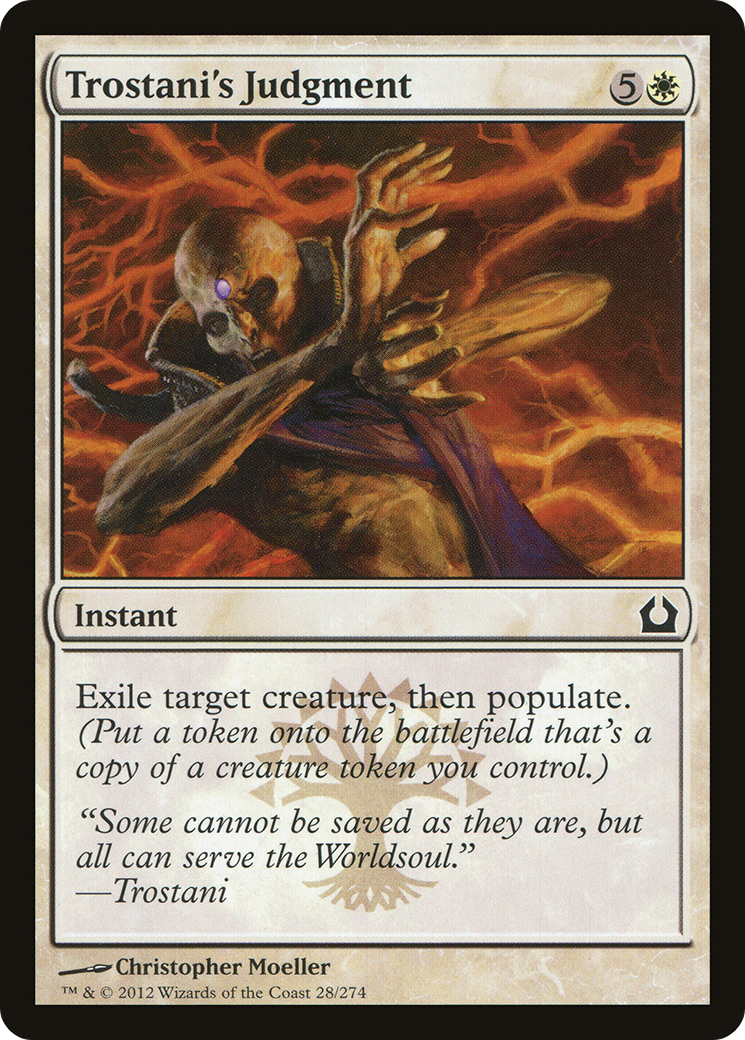 Trostani's Judgment 5
Instant
Exile target creature, then populate.
(Put a token onto the battlefield that's a
copy of a creature token you control.)
"Some cannot be saved as they are, but
all can serve the Worldsoul."
—Trostani
Christopher Moeller
™ & © 2012 Wizards of the Coast 28/274